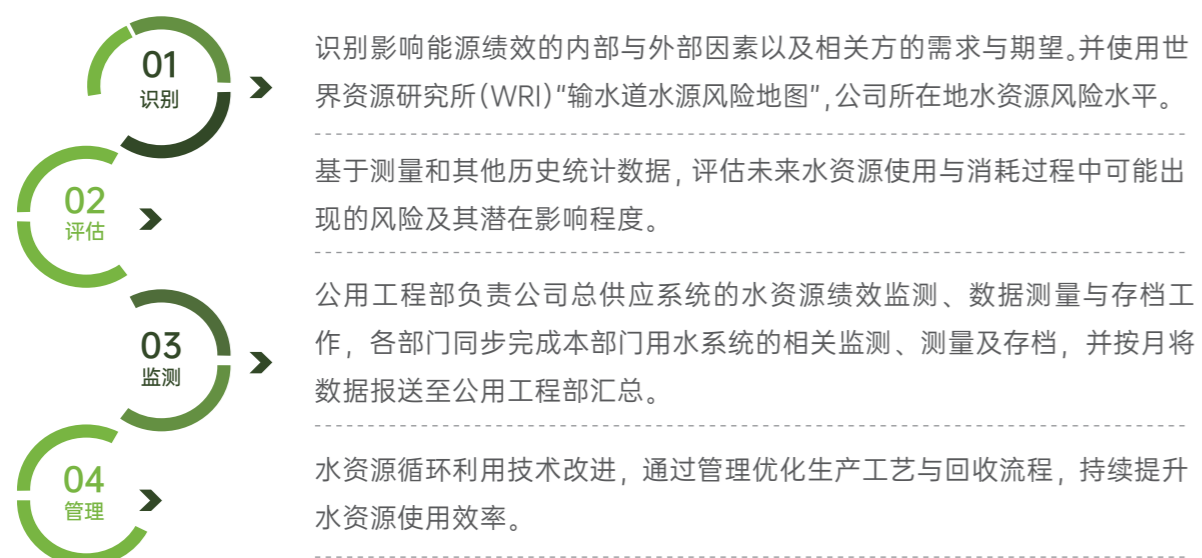 01
识别
识别影响能源绩效的内部与外部因素以及相关方的需求与期望。并使用世
界资源研究所(WRI)“输水道水源风险地图”,公司所在地水资源风险水平。
02
评估
基于测量和其他历史统计数据,评估未来水资源使用与消耗过程中可能出
现的风险及其潜在影响程度。
03
监测
公用工程部负责公司总供应系统的水资源绩效监测、数据测量与存档工
作,各部门同步完成本部门用水系统的相关监测、测量及存档,并按月将
数据报送至公用工程部汇总。
04
管理
水资源循环利用技术改进,通过管理优化生产工艺与回收流程,持续提升
水资源使用效率。